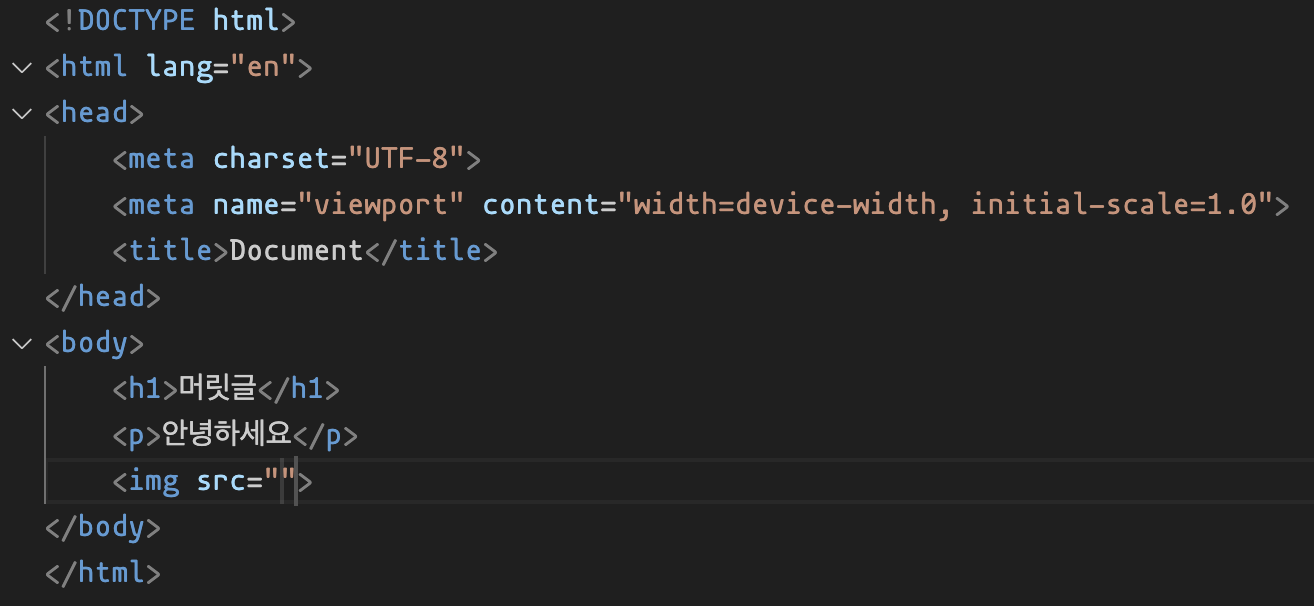 <!DOCTYPE html>
<html lang="en">
<head>
    <meta charset="UTF-8">
    <meta name="viewport" content="width=device-width, initial-scale=1.0">
    <title>Document</title>
</head>
<body>
    <h1>머릿글</h1>
    <p>안녕하세요</p>
    <img src="">
</body>
</html>